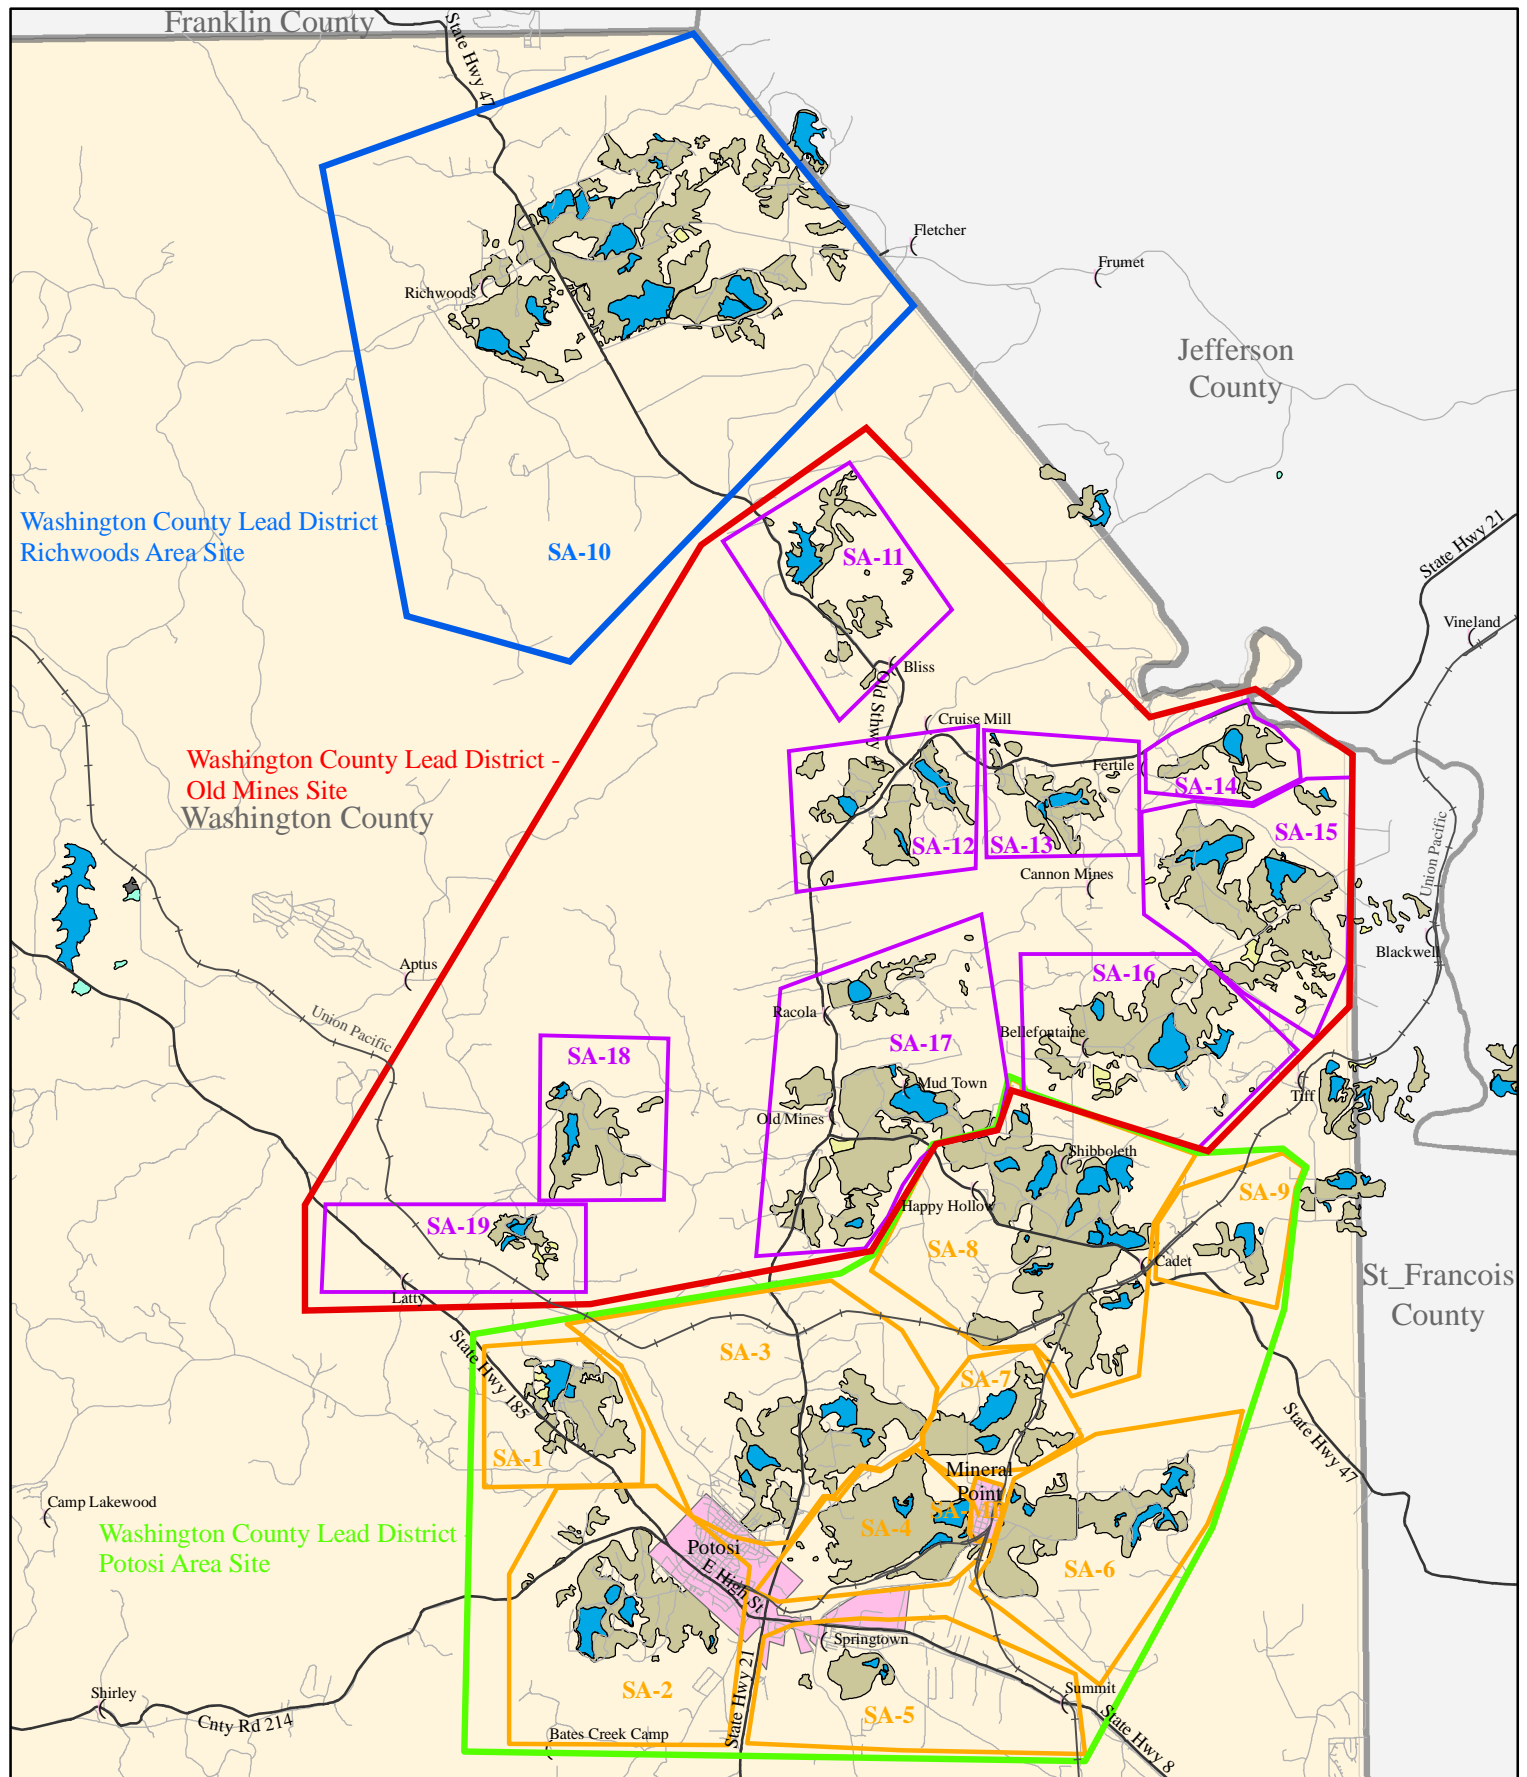 Franklin County
State Hwy 47
Fletcher
Frumet
Richwoods
Jefferson
County
Washington County Lead District
Richwoods Area Site
SA-10
SA-11
State Hwy 21
Vineland
Bliss
Old Sthwy
Cruise Mill
Washington County Lead District -
Old Mines Site
Washington County
Fertile
SA-14
SA-15
SA-12
SA-13
Cannon Mines
Union Pacific
Blackwell
Aptus
SA-16
Union Pacific
Racola
Bellefontaine
SA-17
SA-18
Mud Town
Tiff
Old Mines
Shibboleth
SA-9
Happy Hollow
SA-19
SA-8
Cadet
St_Francois
County
Latty
State Hwy 185
SA-3
SA-7
State Hwy 47
SA-1
Mineral
Point
Camp Lakewood
SA-4
Washington County Lead District
Potosi Area Site
Potosi
E High St
SA-6
Springtown
Shirley
SA-2
Summit
Cnty Rd 214
State Hwy 21
SA-5
Bates Creek Camp
State Hwy 8